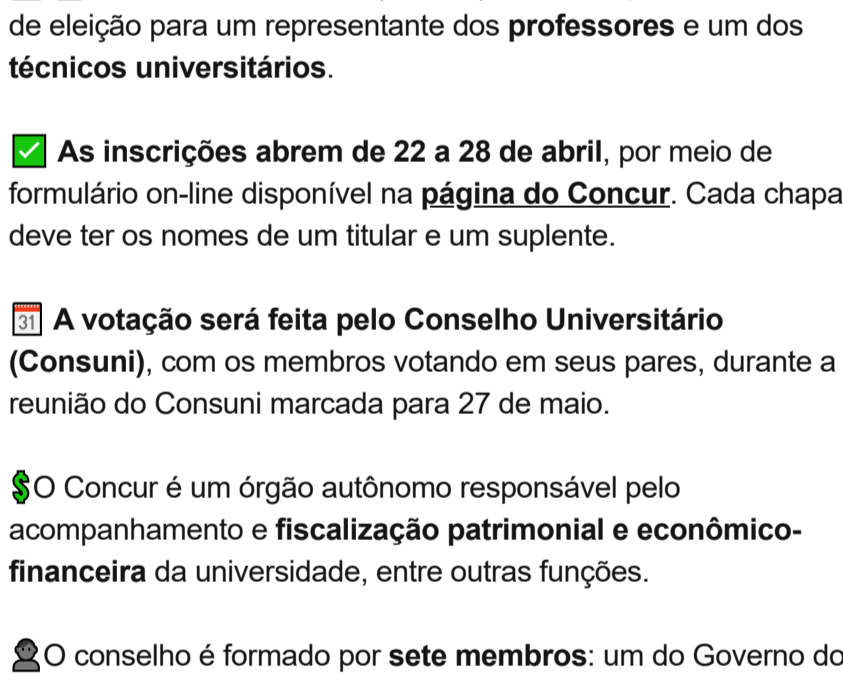 de eleição para um representante dos professores e um dos
técnicos universitários.
✅ As inscrições abrem de 22 a 28 de abril, por meio de
formulário on-line disponível na página do Concur. Cada chapa
deve ter os nomes de um titular e um suplente.
📅 A votação será feita pelo Conselho Universitário
(Consuni), com os membros votando em seus pares, durante a
reunião do Consuni marcada para 27 de maio.
💲O Concur é um órgão autônomo responsável pelo
acompanhamento e fiscalização patrimonial e econômico-
financeira da universidade, entre outras funções.
👤O conselho é formado por sete membros: um do Governo do